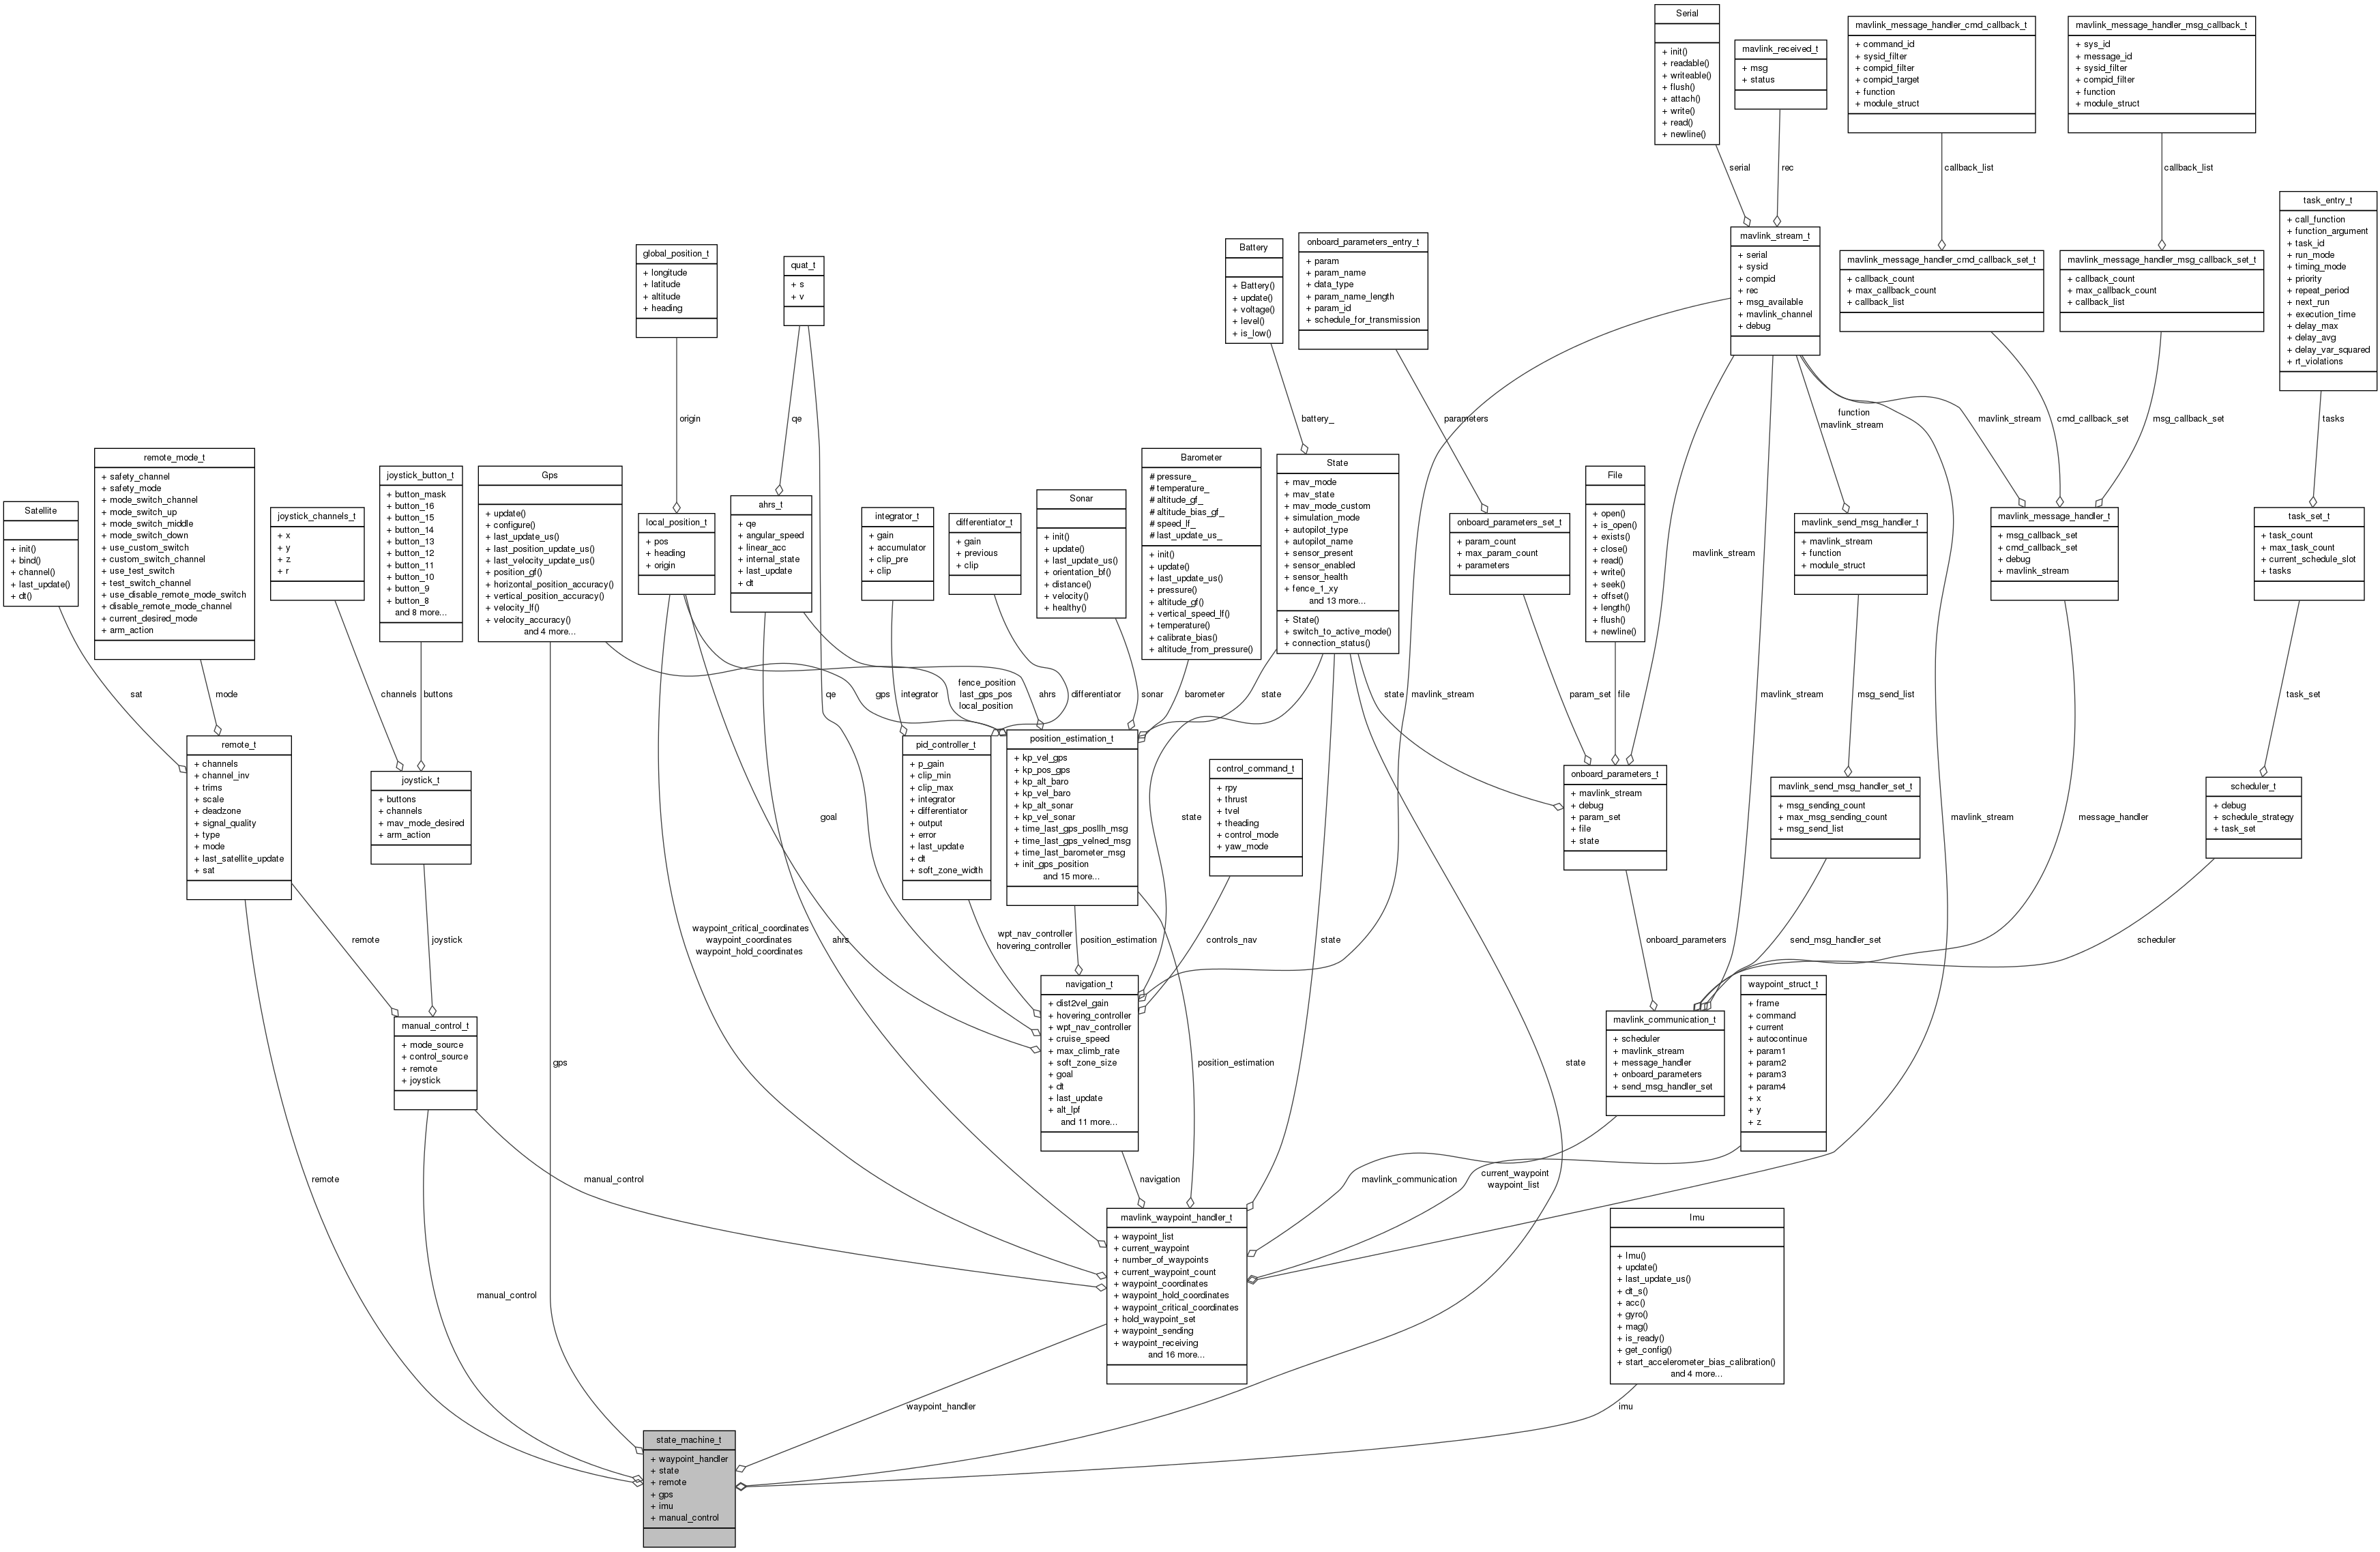 Serial
+ init()
+ readable()
+ writeable()
+ flush()
+ attach()
+ write()
+ read()
+ newline()
mavlink_received_t
+ msg
+ status
mavlink_message_handler_cmd_callback_t
+ command_id
+ sysid_filter
+ compid_filter
+ compid_target
+ function
+ module_struct
mavlink_message_handler_msg_callback_t
+ sys_id
+ message_id
+ sysid_filter
+ compid_filter
+ function
+ module_struct
serial
rec
callback_list
callback_list
task_entry_t
+ call_function
+ function_argument
+ task_id
+ run_mode
+ timing_mode
+ priority
+ repeat_period
+ next_run
+ execution_time
+ delay_max
+ delay_avg
+ delay_var_squared
+ rt_violations
global_position_t
+ longitude
+ latitude
+ altitude
+ heading
quat_t
+ s
+ v
Battery
+ Battery()
+ update()
+ voltage()
+ level()
+ is_low()
onboard_parameters_entry_t
+ param
+ param_name
+ data_type
+ param_name_length
+ param_id
+ schedule_for_transmission
mavlink_stream_t
+ serial
+ sysid
+ compid
+ rec
+ msg_available
+ mavlink_channel
+ debug
mavlink_message_handler_cmd_callback_set_t
+ callback_count
+ max_callback_count
+ callback_list
mavlink_message_handler_msg_callback_set_t
+ callback_count
+ max_callback_count
+ callback_list
origin
qe
battery_
parameters
function
mavlink_stream
mavlink_stream
cmd_callback_set
msg_callback_set
tasks
Satellite
+ init()
+ bind()
+ channel()
+ last_update()
+ dt()
remote_mode_t
+ safety_channel
+ safety_mode
+ mode_switch_channel
+ mode_switch_up
+ mode_switch_middle
+ mode_switch_down
+ use_custom_switch
+ custom_switch_channel
+ use_test_switch
+ test_switch_channel
+ use_disable_remote_mode_switch
+ disable_remote_mode_channel
+ current_desired_mode
+ arm_action
joystick_channels_t
+ x
+ y
+ z
+ r
joystick_button_t
+ button_mask
+ button_16
+ button_15
+ button_14
+ button_13
+ button_12
+ button_11
+ button_10
+ button_9
+ button_8
and 8 more...
Gps
+ update()
+ configure()
+ last_update_us()
+ last_position_update_us()
+ last_velocity_update_us()
+ position_gf()
+ horizontal_position_accuracy()
+ vertical_position_accuracy()
+ velocity_lf()
+ velocity_accuracy()
and 4 more...
local_position_t
+ pos
+ heading
+ origin
ahrs_t
+ qe
+ angular_speed
+ linear_acc
+ internal_state
+ last_update
+ dt
integrator_t
+ gain
+ accumulator
+ clip_pre
+ clip
differentiator_t
+ gain
+ previous
+ clip
Sonar
+ init()
+ update()
+ last_update_us()
+ orientation_bf()
+ distance()
+ velocity()
+ healthy()
Barometer
# pressure_
# temperature_
# altitude_gf_
# altitude_bias_gf_
# speed_lf_
# last_update_us_
+ init()
+ update()
+ last_update_us()
+ pressure()
+ altitude_gf()
+ vertical_speed_lf()
+ temperature()
+ calibrate_bias()
+ altitude_from_pressure()
State
+ mav_mode
+ mav_state
+ mav_mode_custom
+ simulation_mode
+ autopilot_type
+ autopilot_name
+ sensor_present
+ sensor_enabled
+ sensor_health
+ fence_1_xy
and 13 more...
+ State()
+ switch_to_active_mode()
+ connection_status()
onboard_parameters_set_t
+ param_count
+ max_param_count
+ parameters
File
+ open()
+ is_open()
+ exists()
+ close()
+ read()
+ write()
+ seek()
+ offset()
+ length()
+ flush()
+ newline()
mavlink_stream
mavlink_send_msg_handler_t
+ mavlink_stream
+ function
+ module_struct
mavlink_message_handler_t
+ msg_callback_set
+ cmd_callback_set
+ debug
+ mavlink_stream
task_set_t
+ task_count
+ max_task_count
+ current_schedule_slot
+ tasks
sat
mode
channels
buttons
qe
gps
integrator
fence_position
last_gps_pos
local_position
ahrs
differentiator
sonar
barometer
state
state
mavlink_stream
param_set
file
mavlink_stream
msg_send_list
task_set
remote_t
+ channels
+ channel_inv
+ trims
+ scale
+ deadzone
+ signal_quality
+ type
+ mode
+ last_satellite_update
+ sat
joystick_t
+ buttons
+ channels
+ mav_mode_desired
+ arm_action
goal
pid_controller_t
+ p_gain
+ clip_min
+ clip_max
+ integrator
+ differentiator
+ output
+ error
+ last_update
+ dt
+ soft_zone_width
position_estimation_t
+ kp_vel_gps
+ kp_pos_gps
+ kp_alt_baro
+ kp_vel_baro
+ kp_alt_sonar
+ kp_vel_sonar
+ time_last_gps_posllh_msg
+ time_last_gps_velned_msg
+ time_last_barometer_msg
+ init_gps_position
and 15 more...
state
control_command_t
+ rpy
+ thrust
+ tvel
+ theading
+ control_mode
+ yaw_mode
onboard_parameters_t
+ mavlink_stream
+ debug
+ param_set
+ file
+ state
mavlink_send_msg_handler_set_t
+ msg_sending_count
+ max_msg_sending_count
+ msg_send_list
mavlink_stream
message_handler
scheduler_t
+ debug
+ schedule_strategy
+ task_set
remote
joystick
waypoint_critical_coordinates
waypoint_coordinates
waypoint_hold_coordinates
ahrs
wpt_nav_controller
hovering_controller
position_estimation
controls_nav
state
onboard_parameters
send_msg_handler_set
scheduler
manual_control_t
+ mode_source
+ control_source
+ remote
+ joystick
gps
navigation_t
+ dist2vel_gain
+ hovering_controller
+ wpt_nav_controller
+ cruise_speed
+ max_climb_rate
+ soft_zone_size
+ goal
+ dt
+ last_update
+ alt_lpf
and 11 more...
position_estimation
state
mavlink_communication_t
+ scheduler
+ mavlink_stream
+ message_handler
+ onboard_parameters
+ send_msg_handler_set
waypoint_struct_t
+ frame
+ command
+ current
+ autocontinue
+ param1
+ param2
+ param3
+ param4
+ x
+ y
+ z
remote
manual_control
navigation
mavlink_communication
current_waypoint
waypoint_list
manual_control
mavlink_waypoint_handler_t
+ waypoint_list
+ current_waypoint
+ number_of_waypoints
+ current_waypoint_count
+ waypoint_coordinates
+ waypoint_hold_coordinates
+ waypoint_critical_coordinates
+ hold_waypoint_set
+ waypoint_sending
+ waypoint_receiving
and 16 more...
Imu
+ Imu()
+ update()
+ last_update_us()
+ dt_s()
+ acc()
+ gyro()
+ mag()
+ is_ready()
+ get_config()
+ start_accelerometer_bias_calibration()
and 4 more...
waypoint_handler
imu
state_machine_t
+ waypoint_handler
+ state
+ remote
+ gps
+ imu
+ manual_control